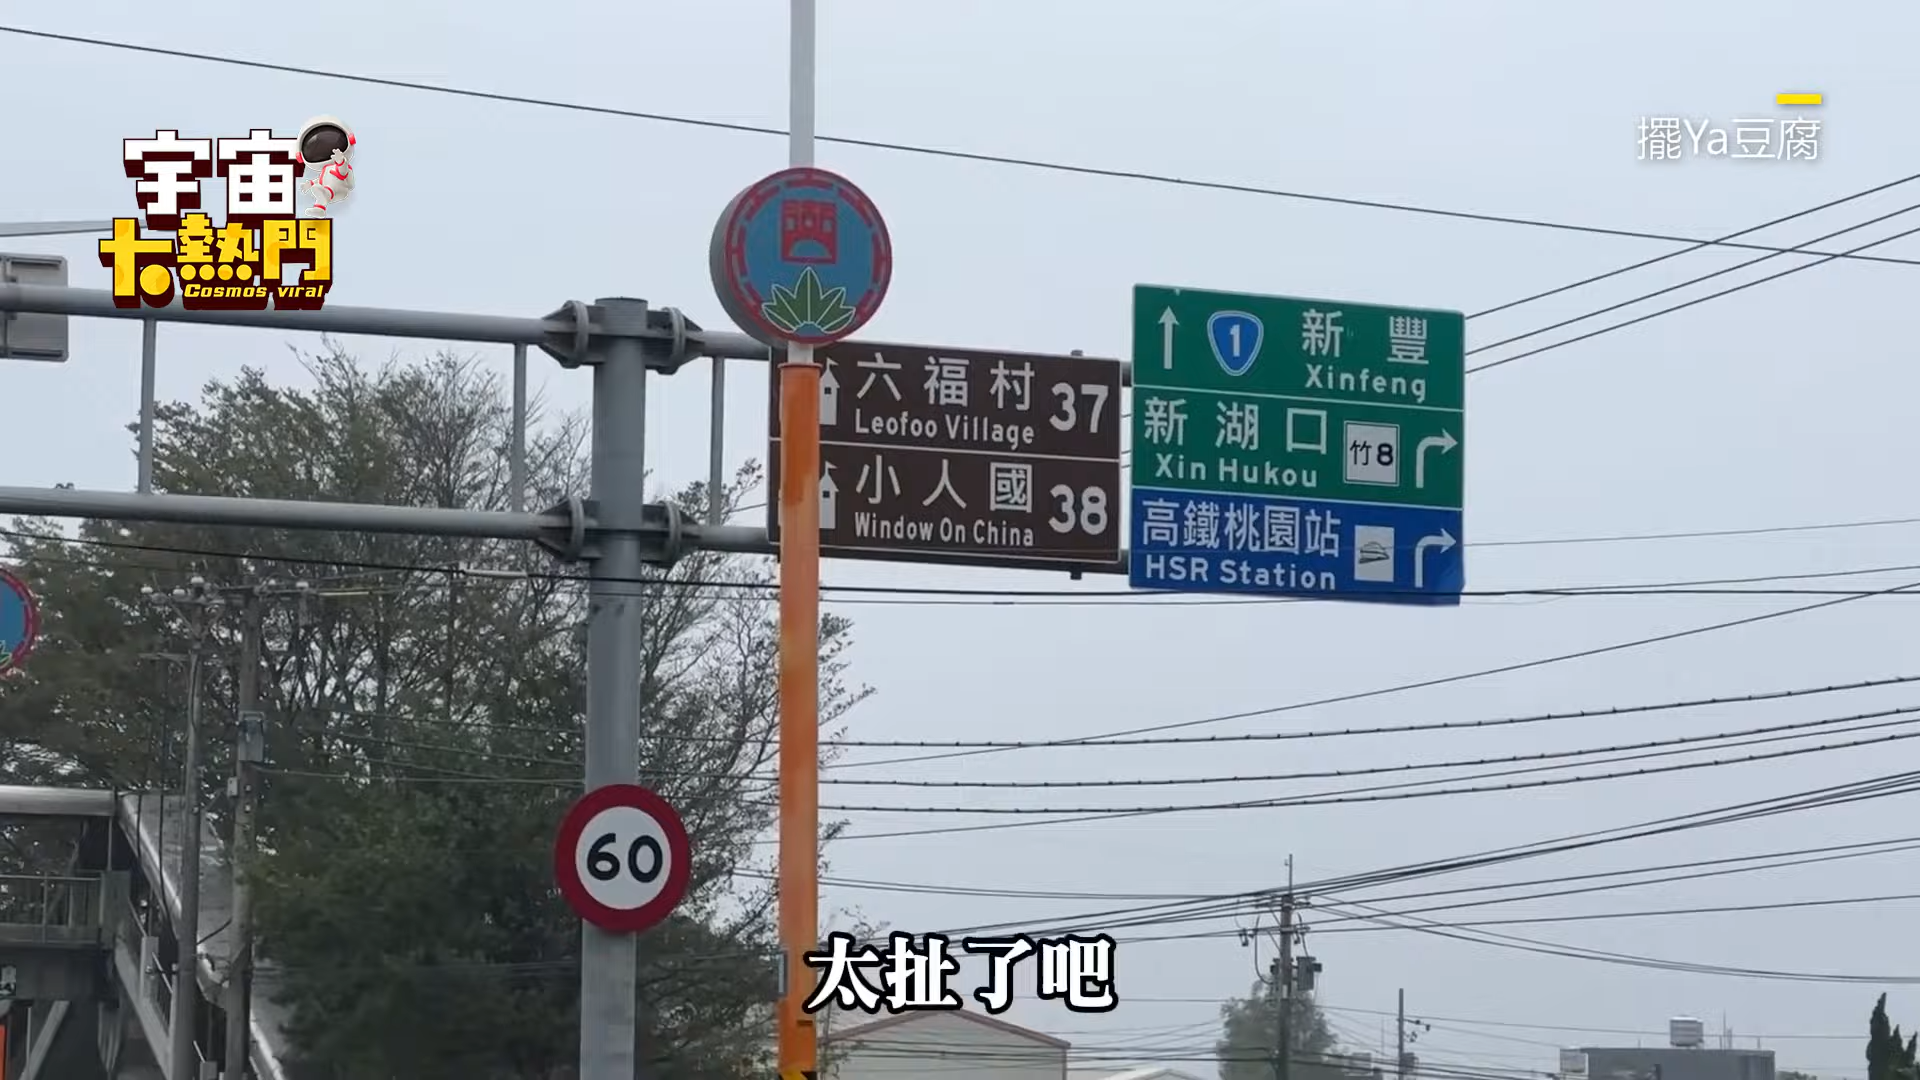 宇宙
大熱門
Cosmos viral
擺Ya豆腐
六福村 37
Leofoo Village
小人國 38
Window On China
1 新豐
Xinfeng
新湖口 竹8
Xin Hukou
高鐵桃園站
HSR Station
60
太扯了吧